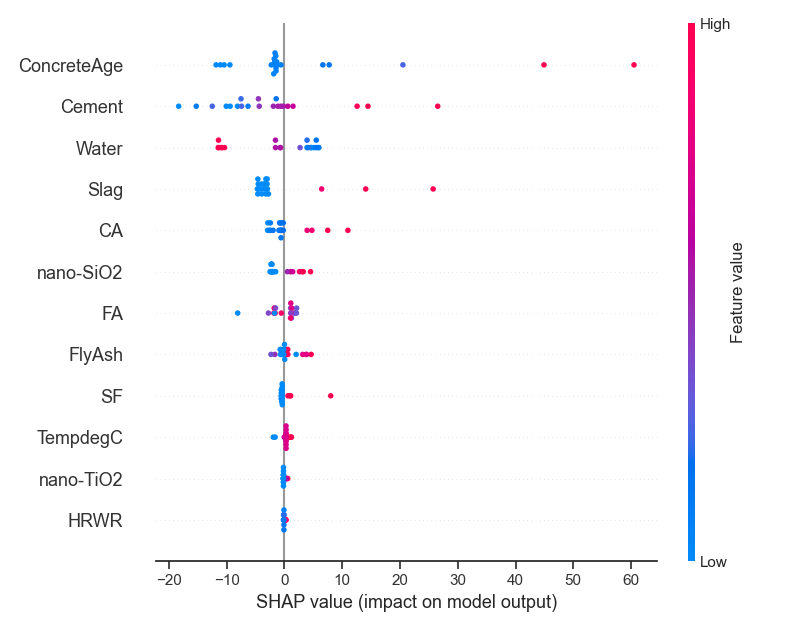 High
ConcreteAge
Cement
Water
Slag
CA
nano-SiO2
FA
FlyAsh
SF
TempdegC
nano-TiO2
HRWR
Feature value
Low
−20 −10 0 10 20 30 40 50 60
SHAP value (impact on model output)